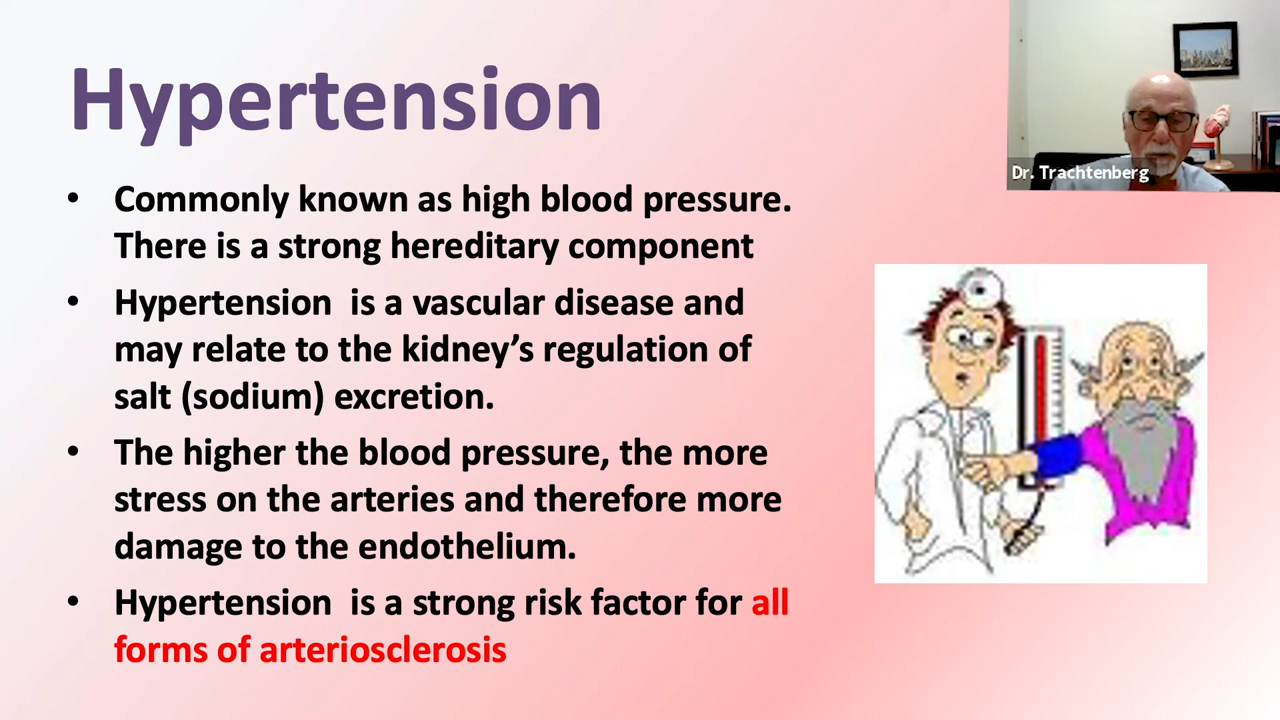 Hypertension
Dr. Trachtenberg
• Commonly known as high blood pressure.
There is a strong hereditary component
• Hypertension  is a vascular disease and
may relate to the kidney’s regulation of
salt (sodium) excretion.
• The higher the blood pressure, the more
stress on the arteries and therefore more
damage to the endothelium.
• Hypertension  is a strong risk factor for all
forms of arteriosclerosis